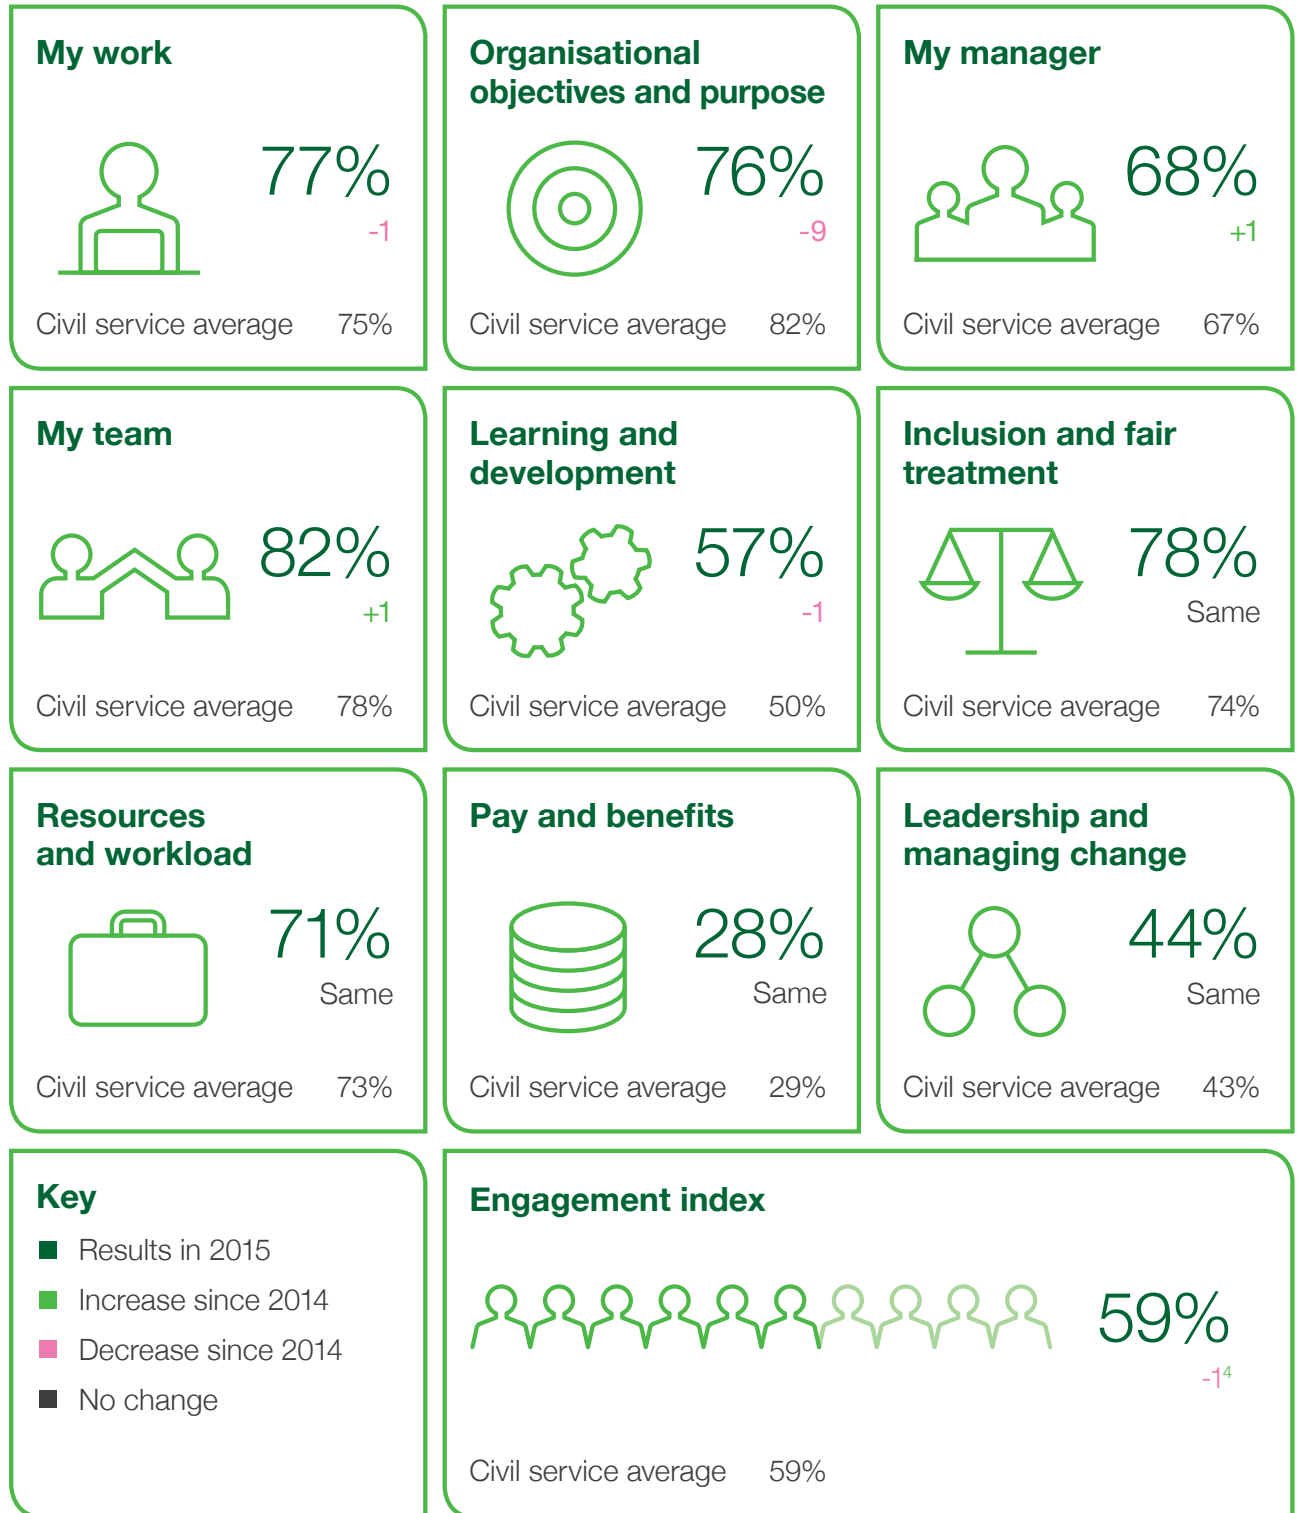 My work
77%
-1
Civil service average 75%
Organisational
objectives and purpose
76%
-9
Civil service average 82%
My manager
68%
+1
Civil service average 67%
My team
82%
+1
Civil service average 78%
Learning and
development
57%
-1
Civil service average 50%
Inclusion and fair
treatment
78%
Same
Civil service average 74%
Resources
and workload
71%
Same
Civil service average 73%
Pay and benefits
28%
Same
Civil service average 29%
Leadership and
managing change
44%
Same
Civil service average 43%
Key
Results in 2015
Increase since 2014
Decrease since 2014
No change
Engagement index
59%
-1⁴
Civil service average 59%